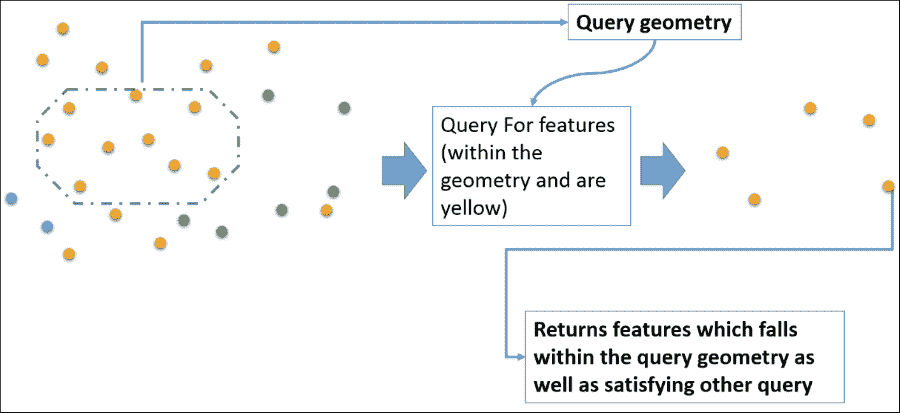 Query geometry
Query For features
(within the
geometry and are
yellow)
Returns features which falls
within the query geometry as
well as satisfying other query